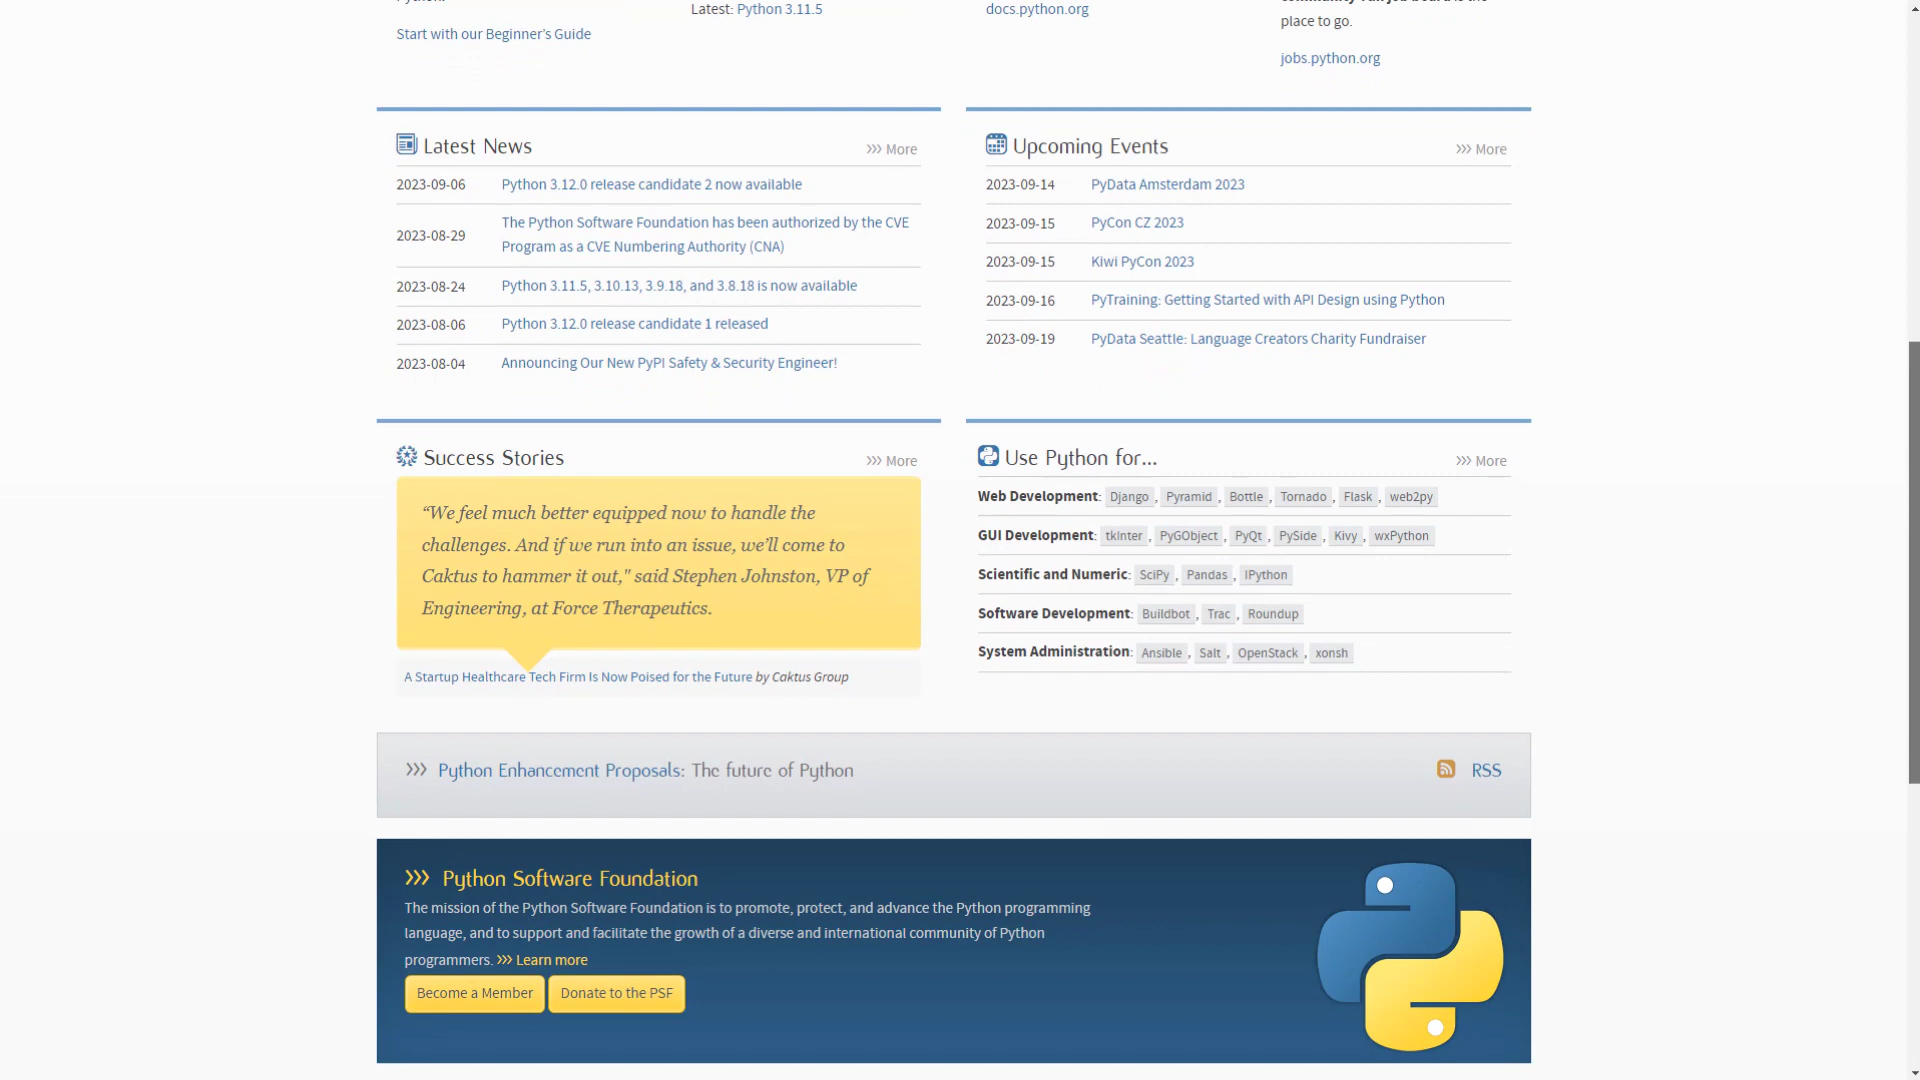 community-run job board is the
Latest: Python 3.11.5
docs.python.org
place to go.
Start with our Beginner’s Guide
jobs.python.org
Latest News
>>> More
2023-09-06 Python 3.12.0 release candidate 2 now available
2023-08-29 The Python Software Foundation has been authorized by the CVE
Program as a CVE Numbering Authority (CNA)
2023-08-24 Python 3.11.5, 3.10.13, 3.9.18, and 3.8.18 is now available
2023-08-06 Python 3.12.0 release candidate 1 released
2023-08-04 Announcing Our New PyPI Safety & Security Engineer!
Upcoming Events
>>> More
2023-09-14 PyData Amsterdam 2023
2023-09-15 PyCon CZ 2023
2023-09-15 Kiwi PyCon 2023
2023-09-16 PyTraining: Getting Started with API Design using Python
2023-09-19 PyData Seattle: Language Creators Charity Fundraiser
Success Stories
>>> More
“We feel much better equipped now to handle the
challenges. And if we run into an issue, we’ll come to
Caktus to hammer it out," said Stephen Johnston, VP of
Engineering, at Force Therapeutics.
A Startup Healthcare Tech Firm Is Now Poised for the Future by Caktus Group
Use Python for…
>>> More
Web Development: Django, Pyramid, Bottle, Tornado, Flask, web2py
GUI Development: tkInter, PyGObject, PyQt, PySide, Kivy, wxPython
Scientific and Numeric: SciPy, Pandas, IPython
Software Development: Buildbot, Trac, Roundup
System Administration: Ansible, Salt, OpenStack, xonsh
>>> Python Enhancement Proposals: The future of Python
RSS
>>> Python Software Foundation
The mission of the Python Software Foundation is to promote, protect, and advance the Python programming
language, and to support and facilitate the growth of a diverse and international community of Python
programmers. >>> Learn more
Become a Member
Donate to the PSF